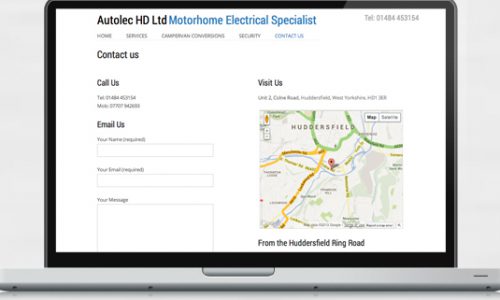 Autolec HD Ltd Motorhome Electrical Specialist
Tel: 01484 453154
HOME SERVICES CAMPERVAN CONVERSIONS SECURITY CONTACT US
Contact us
Call Us
Tel: 01484 453154
Mob: 07707 942693
Email Us
Your Name (required)
Your Email (required)
Your Message
Visit Us
Unit 2, Colne Road, Huddersfield, West Yorkshire, HD1 3ER
Map Satellite
HUDDERSFIELD
From the Huddersfield Ring Road